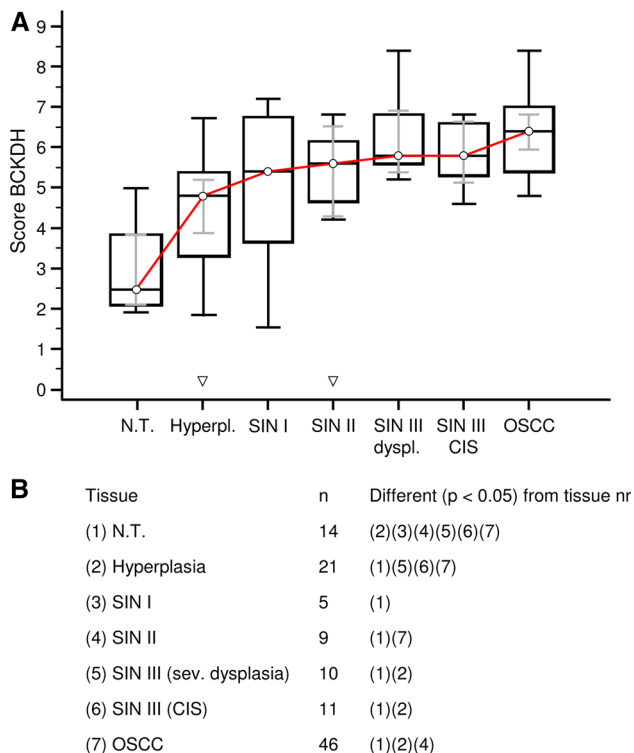 A
9
8
7
6
5
4
3
2
1
0
Score BCKDH
N.T. Hyperpl. SIN I SIN II SIN III dyspl. SIN III CIS OSCC
B
Tissue n Different (p < 0.05) from tissue nr
(1) N.T. 14 (2)(3)(4)(5)(6)(7)
(2) Hyperplasia 21 (1)(5)(6)(7)
(3) SIN I 5 (1)
(4) SIN II 9 (1)(7)
(5) SIN III (sev. dysplasia) 10 (1)(2)
(6) SIN III (CIS) 11 (1)(2)
(7) OSCC 46 (1)(2)(4)